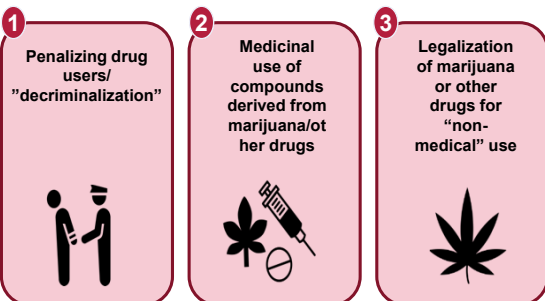 1
Penalizing drug
users/
”decriminalization”
2
Medicinal
use of
compounds
derived from
marijuana/ot
her drugs
3
Legalization
of marijuana
or other
drugs for
“non-
medical” use